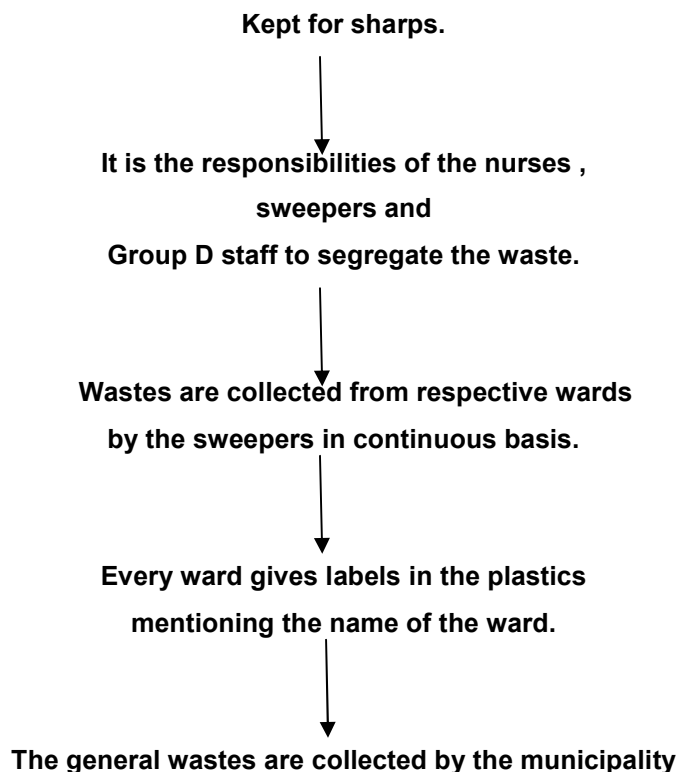 Kept for sharps.
It is the responsibilities of the nurses ,
sweepers and
Group D staff to segregate the waste.
Wastes are collected from respective wards
by the sweepers in continuous basis.
Every ward gives labels in the plastics
mentioning the name of the ward.
The general wastes are collected by the municipality